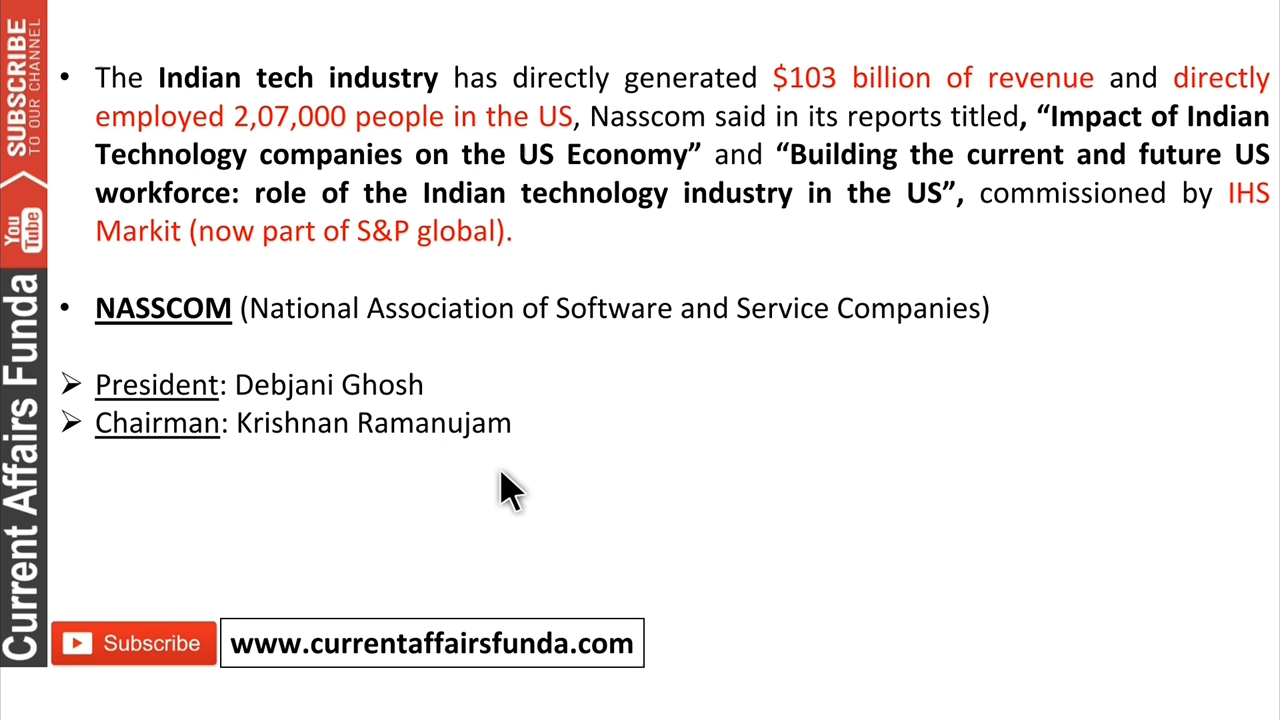 SUBSCRIBE
TO OUR CHANNEL
You
Tube
Current Affairs Funda
• The Indian tech industry has directly generated $103 billion of revenue and directly
employed 2,07,000 people in the US, Nasscom said in its reports titled, “Impact of Indian
Technology companies on the US Economy” and “Building the current and future US
workforce: role of the Indian technology industry in the US”, commissioned by IHS
Markit (now part of S&P global).
• NASSCOM (National Association of Software and Service Companies)
➢ President: Debjani Ghosh
➢ Chairman: Krishnan Ramanujam
Subscribe
www.currentaffairsfunda.com